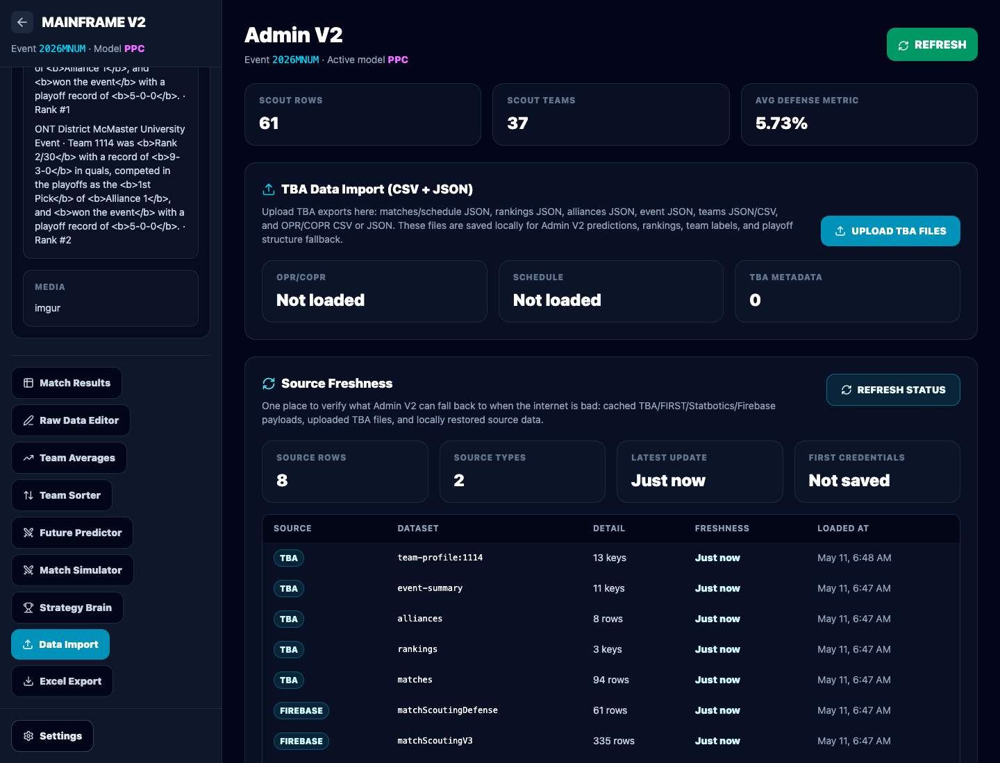 MAINFRAME V2
Event 2026MNUM · Model PPC
of <b>Alliance 1</b>, and
<b>won the event</b> with a
playoff record of <b>5-0-0</b>. ·
Rank #1
ONT District McMaster University
Event · Team 1114 was <b>Rank
2/30</b> with a record of <b>9-
3-0</b> in quals, competed in
the playoffs as the <b>1st
Pick</b> of <b>Alliance 1</b>,
and <b>won the event</b> with a
playoff record of <b>5-0-0</b>. ·
Rank #2
MEDIA
imgur
Match Results
Raw Data Editor
Team Averages
Team Sorter
Future Predictor
Match Simulator
Strategy Brain
Data Import
Excel Export
Settings
Admin V2
Event 2026MNUM · Active model PPC
REFRESH
SCOUT ROWS
61
SCOUT TEAMS
37
AVG DEFENSE METRIC
5.73%
TBA Data Import (CSV + JSON)
Upload TBA exports here: matches/schedule JSON, rankings JSON, alliances JSON, event JSON, teams JSON/CSV,
and OPR/COPR CSV or JSON. These files are saved locally for Admin V2 predictions, rankings, team labels, and playoff
structure fallback.
UPLOAD TBA FILES
OPR/COPR
Not loaded
SCHEDULE
Not loaded
TBA METADATA
0
Source Freshness
One place to verify what Admin V2 can fall back to when the internet is bad: cached TBA/FIRST/Statbotics/Firebase
payloads, uploaded TBA files, and locally restored source data.
REFRESH STATUS
SOURCE ROWS
8
SOURCE TYPES
2
LATEST UPDATE
Just now
FIRST CREDENTIALS
Not saved
SOURCE DATASET DETAIL FRESHNESS LOADED AT
TBA team-profile:1114 13 keys Just now May 11, 6:48 AM
TBA event-summary 11 keys Just now May 11, 6:47 AM
TBA alliances 8 rows Just now May 11, 6:47 AM
TBA rankings 3 keys Just now May 11, 6:47 AM
TBA matches 94 rows Just now May 11, 6:47 AM
FIREBASE matchScoutingDefense 61 rows Just now May 11, 6:47 AM
FIREBASE matchScoutingV3 335 rows Just now May 11, 6:47 AM